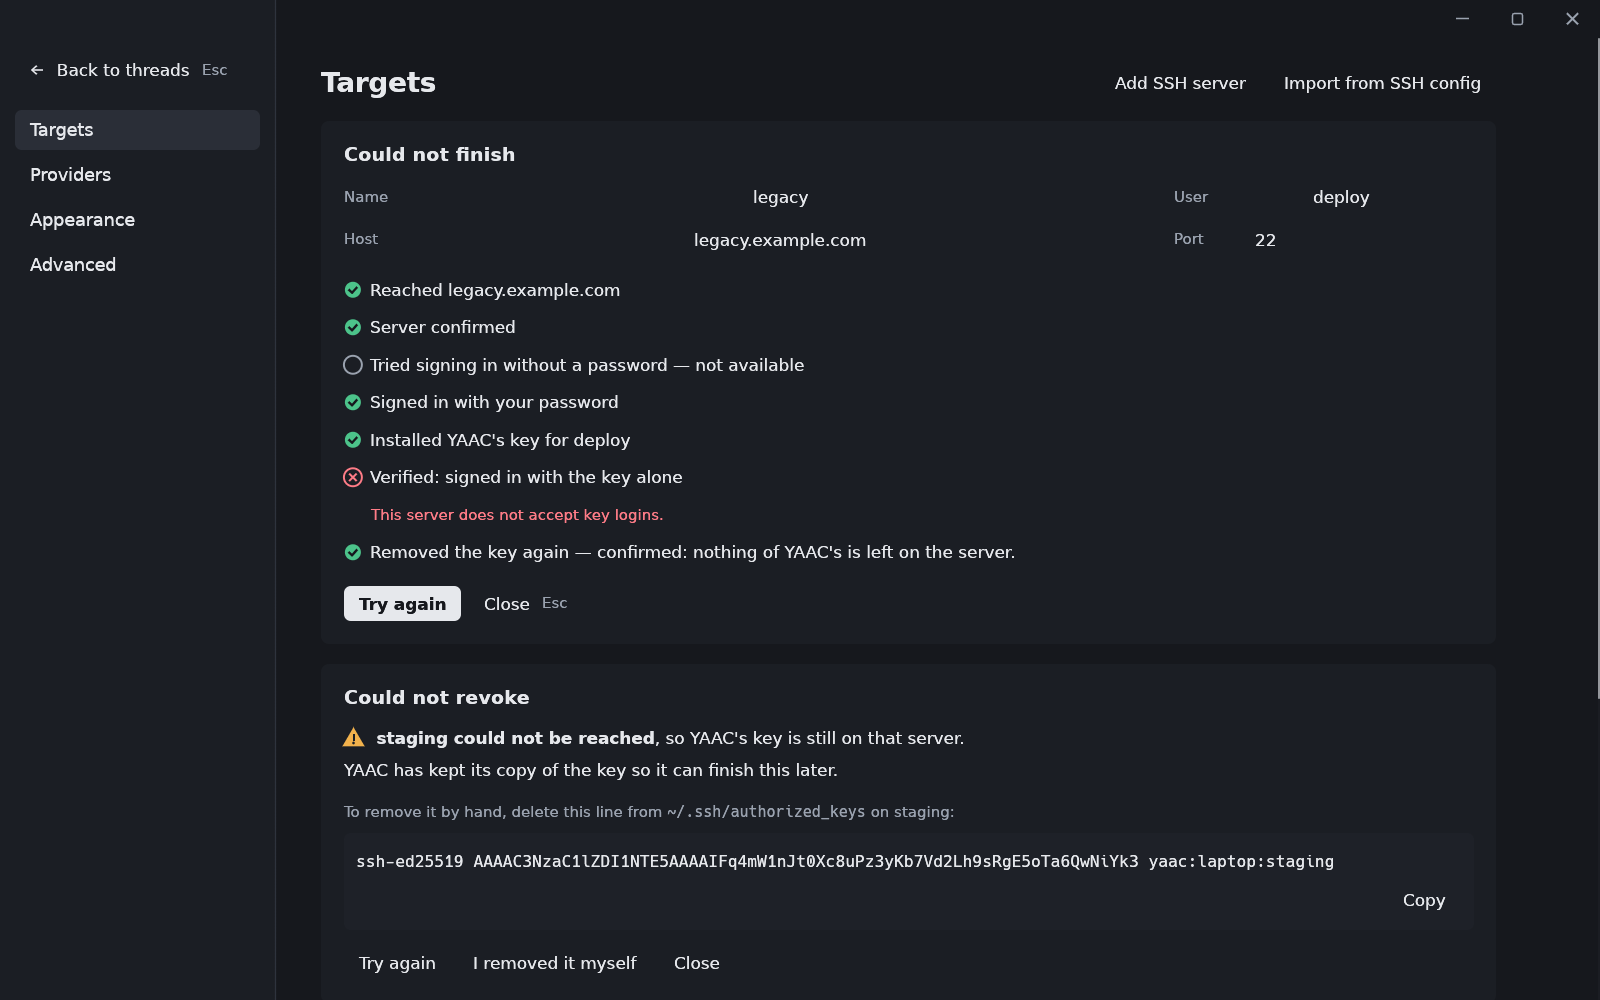 Back to threads Esc
Targets
Providers
Appearance
Advanced
Targets
Add SSH server
Import from SSH config
Could not finish
Name legacy User deploy
Host legacy.example.com Port 22
Reached legacy.example.com
Server confirmed
Tried signing in without a password — not available
Signed in with your password
Installed YAAC's key for deploy
Verified: signed in with the key alone
This server does not accept key logins.
Removed the key again — confirmed: nothing of YAAC's is left on the server.
Try again Close Esc
Could not revoke
staging could not be reached, so YAAC's key is still on that server.
YAAC has kept its copy of the key so it can finish this later.
To remove it by hand, delete this line from ~/.ssh/authorized_keys on staging:
ssh-ed25519 AAAAC3NzaC1lZDI1NTE5AAAAIFq4mW1nJt0Xc8uPz3yKb7Vd2Lh9sRgE5oTa6QwNiYk3 yaac:laptop:staging
Copy
Try again I removed it myself Close